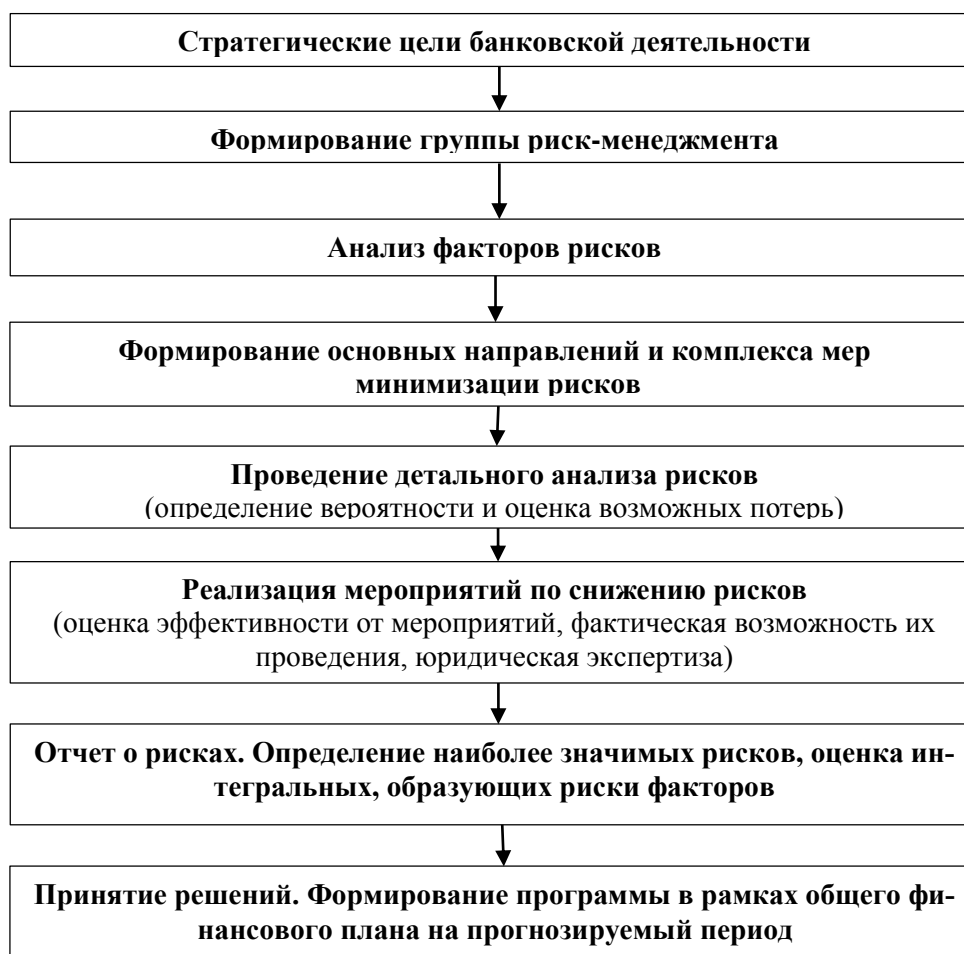 Стратегические цели банковской деятельности
Формирование группы риск-менеджмента
Анализ факторов рисков
Формирование основных направлений и комплекса мер
минимизации рисков
Проведение детального анализа рисков
(определение вероятности и оценка возможных потерь)
Реализация мероприятий по снижению рисков
(оценка эффективности от мероприятий, фактическая возможность их
проведения, юридическая экспертиза)
Отчет о рисках. Определение наиболее значимых рисков, оценка ин-
тегральных, образующих риски факторов
Принятие решений. Формирование программы в рамках общего фи-
нансового плана на прогнозируемый период